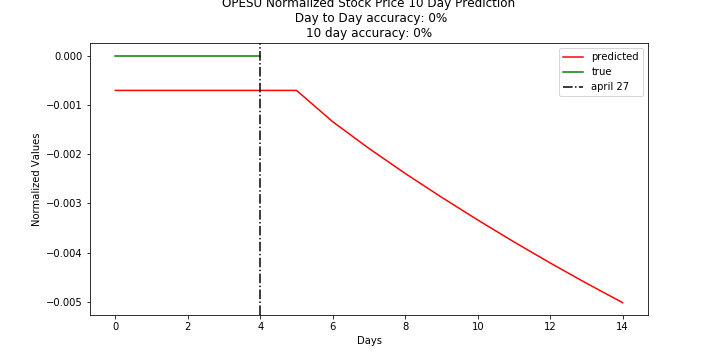 OPESU Normalized Stock Price 10 Day Prediction
Day to Day accuracy: 0%
10 day accuracy: 0%
predicted
true
april 27
Normalized Values
0.000
−0.001
−0.002
−0.003
−0.004
−0.005
0 2 4 6 8 10 12 14
Days